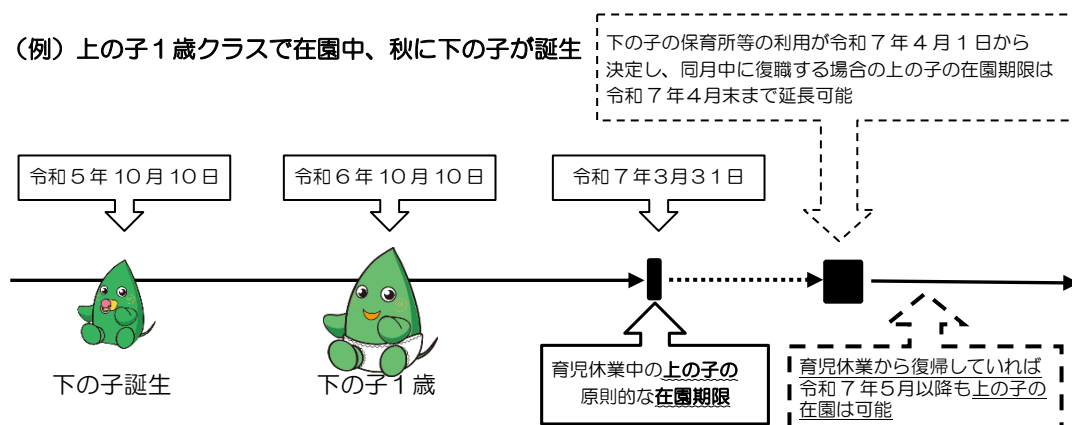 （例）上の子１歳クラスで在園中、秋に下の子が誕生
下の子の保育所等の利用が令和７年４月１日から
決定し、同月中に復職する場合の上の子の在園期限は
令和７年４月末まで延長可能
令和５年１０月１０日
令和６年１０月１０日
令和７年３月３１日
下の子誕生
下の子１歳
育児休業中の上の子の
原則的な在園期限
育児休業から復帰していれば
令和７年５月以降も上の子の
在園は可能